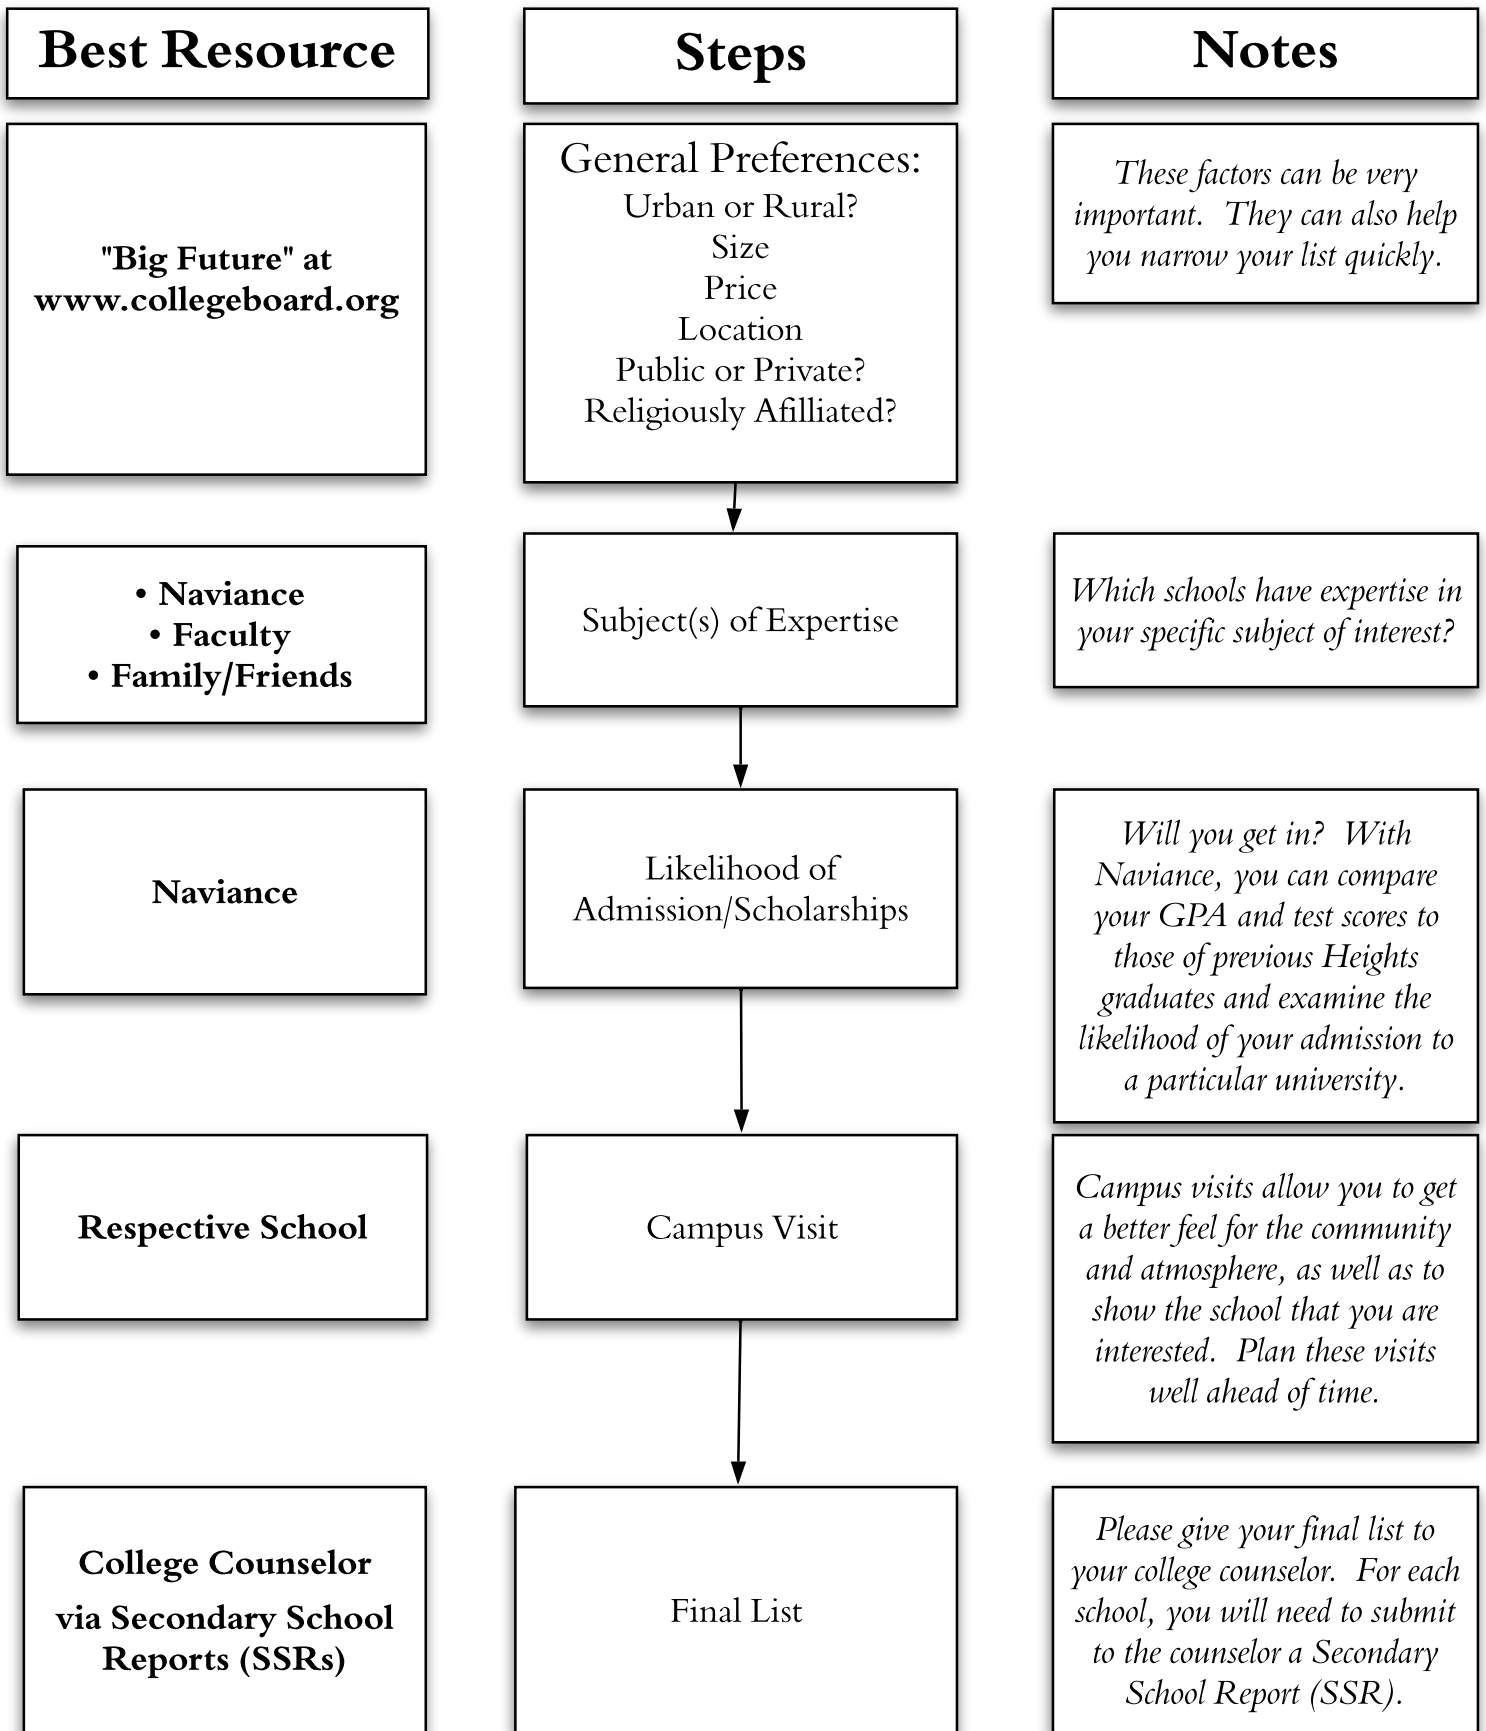 Best Resource
Steps
Notes
"Big Future" at
www.collegeboard.org
General Preferences:
Urban or Rural?
Size
Price
Location
Public or Private?
Religiously Afilliated?
These factors can be very
important. They can also help
you narrow your list quickly.
• Naviance
• Faculty
• Family/Friends
Subject(s) of Expertise
Which schools have expertise in
your specific subject of interest?
Naviance
Likelihood of
Admission/Scholarships
Will you get in? With
Naviance, you can compare
your GPA and test scores to
those of previous Heights
graduates and examine the
likelihood of your admission to
a particular university.
Respective School
Campus Visit
Campus visits allow you to get
a better feel for the community
and atmosphere, as well as to
show the school that you are
interested. Plan these visits
well ahead of time.
College Counselor
via Secondary School
Reports (SSRs)
Final List
Please give your final list to
your college counselor. For each
school, you will need to submit
to the counselor a Secondary
School Report (SSR).